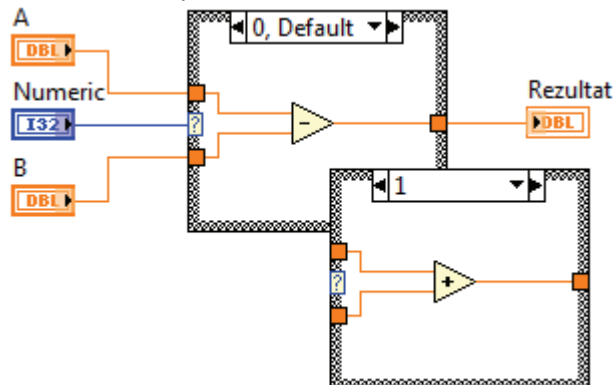 A
DBL
0, Default
Numeric
I32
?
-
Rezultat
DBL
B
DBL
1
?
+